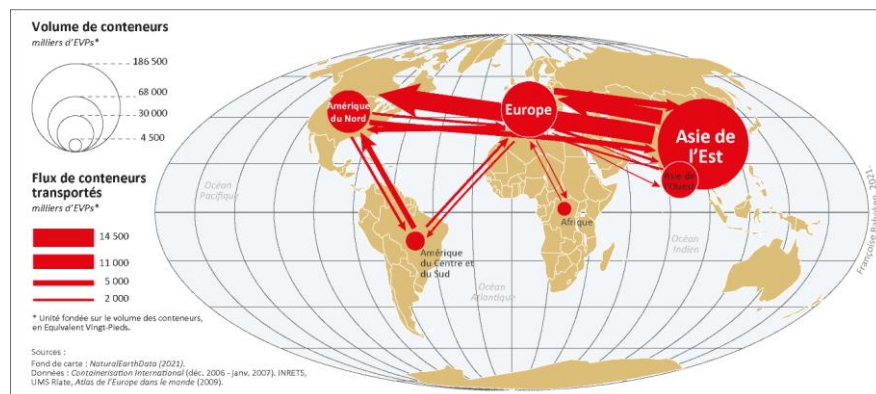 Volume de conteneurs
milliers d'EVPs*
186 500
68 000
30 000
4 500
Flux de conteneurs
transportés
milliers d'EVPs*
14 500
11 000
5 000
2 000
* Unité fondée sur le volume des conteneurs,
en Equivalent Vingt-Pieds.
Sources :
Fond de carte : NaturalEarthData (2021).
Données : Containerisation International (déc. 2006 - janv. 2007). INRETS,
UMS Riate, Atlas de l'Europe dans le monde (2009).
Amérique
du Nord
Europe
Asie de
l'Est
Asie de
l'Ouest
Afrique
Amérique
du Centre et
du Sud
Océan
Pacifique
Océan
Atlantique
Océan
Indien
Françoise Bahoken, 2021-